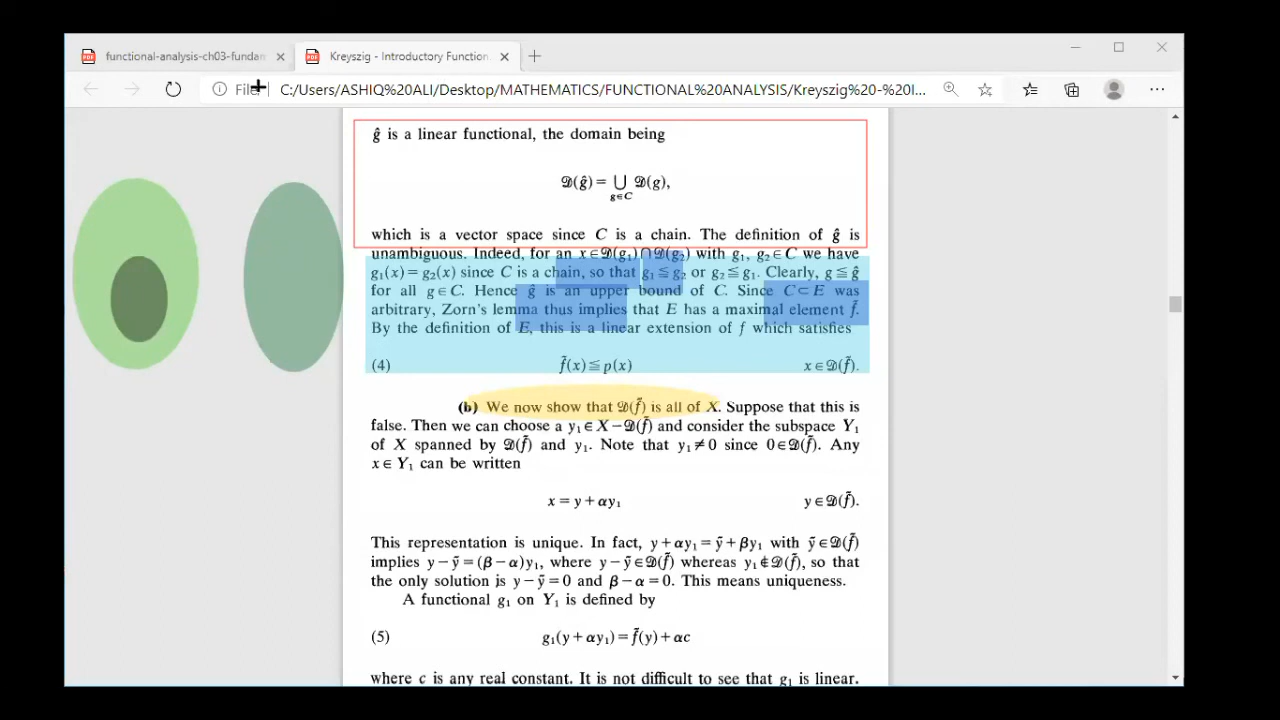 functional-analysis-ch03-fundam
Kreyszig - Introductory Function
File
C:/Users/ASHIQ%20ALI/Desktop/MATHEMATICS/FUNCTIONAL%20ANALYSIS/Kreyszig%20-%20I...
ĝ is a linear functional, the domain being
𝒟(ĝ) = ⋃ 𝒟(g),
g∈C
which is a vector space since C is a chain. The definition of ĝ is
unambiguous. Indeed, for an x∈𝒟(g₁)∩𝒟(g₂) with g₁, g₂∈C we have
g₁(x)=g₂(x) since C is a chain, so that g₁≦g₂ or g₂≦g₁. Clearly, g≦ĝ
for all g∈C. Hence ĝ is an upper bound of C. Since C⊂E was
arbitrary, Zorn's lemma thus implies that E has a maximal element f̃.
By the definition of E, this is a linear extension of f which satisfies
(4) f̃(x)≦p(x) x∈𝒟(f̃).
(b) We now show that 𝒟(f̃) is all of X. Suppose that this is
false. Then we can choose a y₁∈X−𝒟(f̃) and consider the subspace Y₁
of X spanned by 𝒟(f̃) and y₁. Note that y₁≠0 since 0∈𝒟(f̃). Any
x∈Y₁ can be written
x = y + αy₁ y∈𝒟(f̃).
This representation is unique. In fact, y+αy₁=ỹ+βy₁ with ỹ∈𝒟(f̃)
implies y−ỹ=(β−α)y₁, where y−ỹ∈𝒟(f̃) whereas y₁∉𝒟(f̃), so that
the only solution is y−ỹ=0 and β−α=0. This means uniqueness.
A functional g₁ on Y₁ is defined by
(5) g₁(y+αy₁)=f̃(y)+αc
where c is any real constant. It is not difficult to see that g₁ is linear.